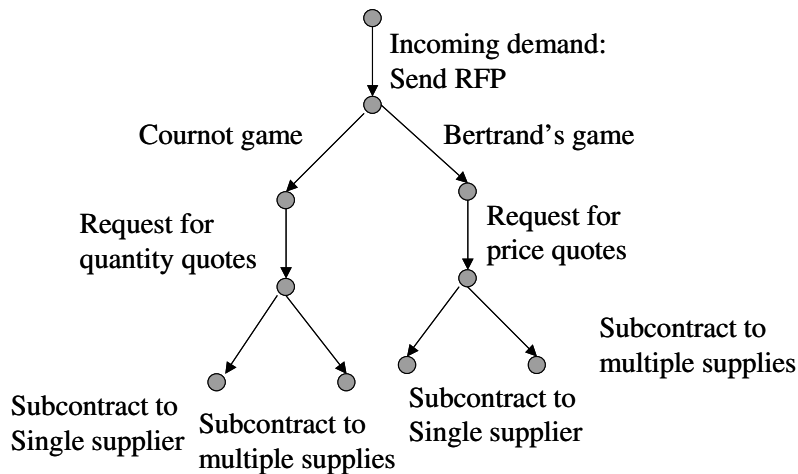 Incoming demand:
Send RFP
Cournot game
Bertrand’s game
Request for
quantity quotes
Request for
price quotes
Subcontract to
multiple supplies
Subcontract to
Single supplier
Subcontract to
multiple supplies
Subcontract to
Single supplier